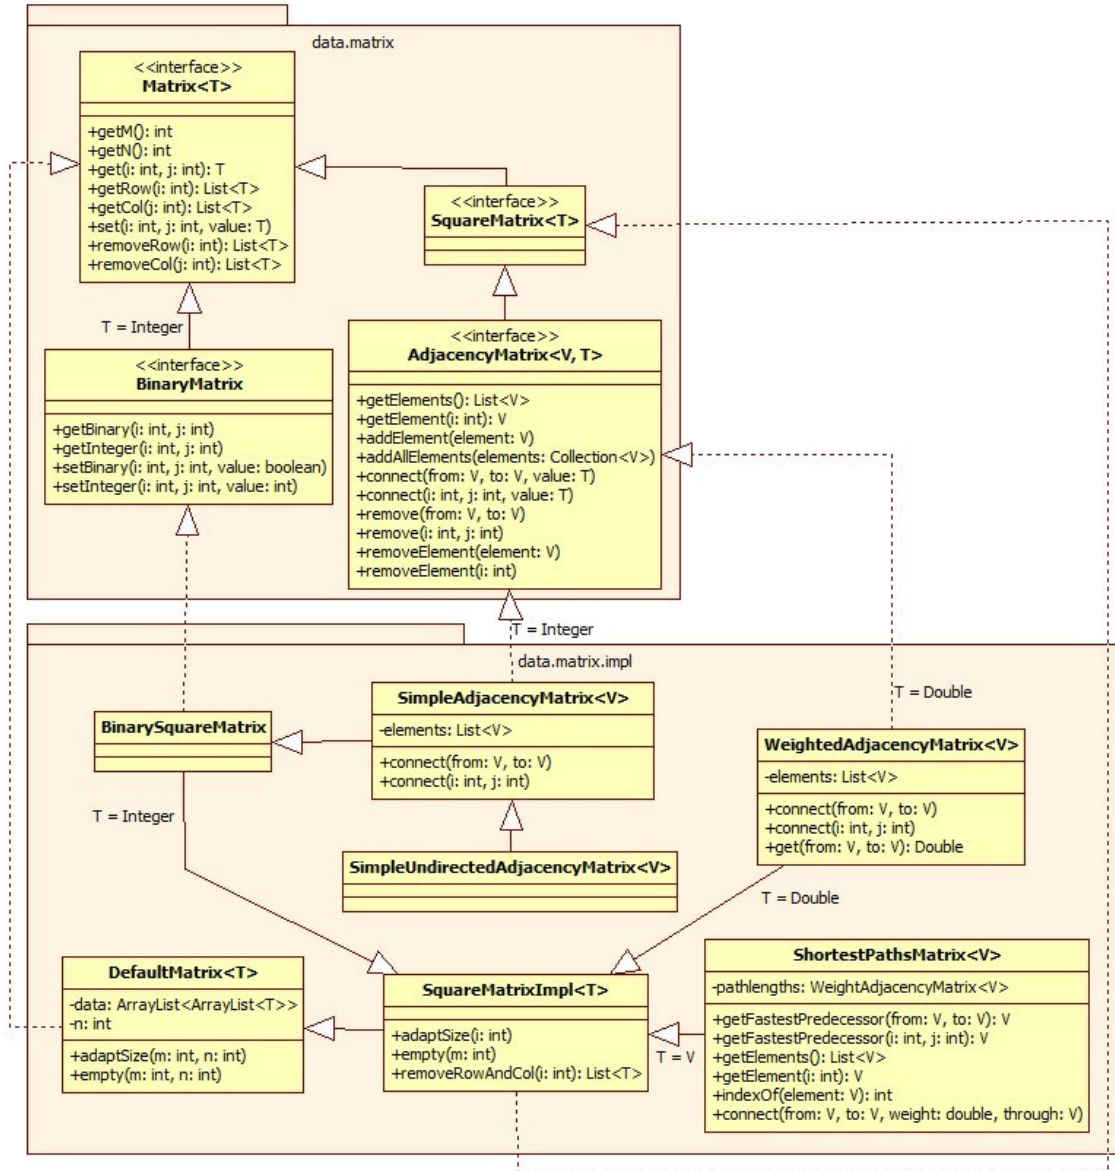 data.matrix
<<interface>>
Matrix<T>
+getM(): int
+getN(): int
+get(i: int, j: int): T
+getRow(i: int): List<T>
+getCol(j: int): List<T>
+set(i: int, j: int, value: T)
+removeRow(i: int): List<T>
+removeCol(j: int): List<T>
<<interface>>
SquareMatrix<T>
T = Integer
<<interface>>
BinaryMatrix
+getBinary(i: int, j: int)
+getInteger(i: int, j: int)
+setBinary(i: int, j: int, value: boolean)
+setInteger(i: int, j: int, value: int)
<<interface>>
AdjacencyMatrix<V, T>
+getElements(): List<V>
+getElement(i: int): V
+addElement(element: V)
+addAllElements(elements: Collection<V>)
+connect(from: V, to: V, value: T)
+connect(i: int, j: int, value: T)
+remove(from: V, to: V)
+remove(i: int, j: int)
+removeElement(element: V)
+removeElement(i: int)
T = Integer
data.matrix.impl
T = Double
BinarySquareMatrix
SimpleAdjacencyMatrix<V>
-elements: List<V>
+connect(from: V, to: V)
+connect(i: int, j: int)
WeightedAdjacencyMatrix<V>
-elements: List<V>
+connect(from: V, to: V)
+connect(i: int, j: int)
+get(from: V, to: V): Double
T = Integer
SimpleUndirectedAdjacencyMatrix<V>
T = Double
DefaultMatrix<T>
-data: ArrayList<ArrayList<T>>
-n: int
+adaptSize(m: int, n: int)
+empty(m: int, n: int)
SquareMatrixImpl<T>
+adaptSize(i: int)
+empty(m: int)
+removeRowAndCol(i: int): List<T>
T = V
ShortestPathsMatrix<V>
-pathlengths: WeightAdjacencyMatrix<V>
+getFastestPredecessor(from: V, to: V): V
+getFastestPredecessor(i: int, j: int): V
+getElements(): List<V>
+getElement(i: int): V
+indexOf(element: V): int
+connect(from: V, to: V, weight: double, through: V)